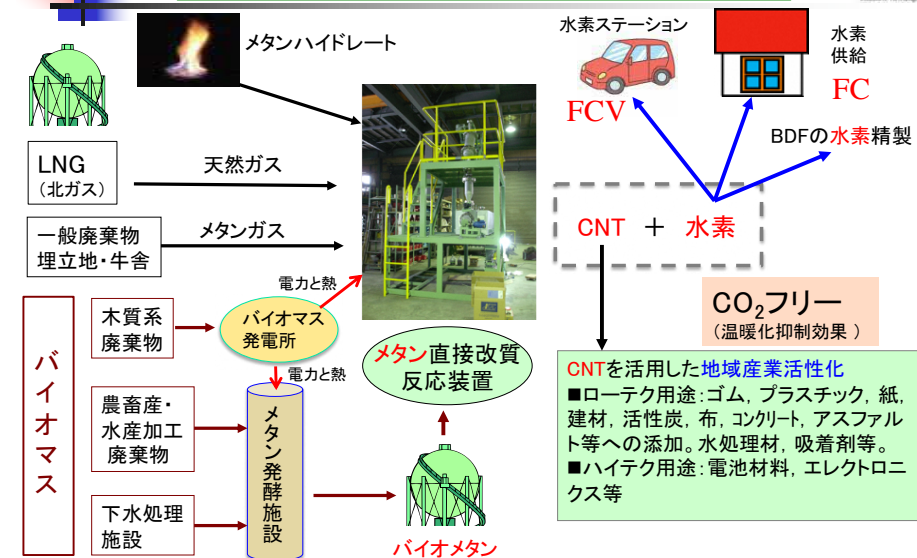 メタンハイドレート
水素ステーション
FCV
水素
供給
FC
BDFの水素精製
LNG
(北ガス)
天然ガス
一般廃棄物
埋立地・牛舎
メタンガス
CNT + 水素
電力と熱
バイオマス
木質系
廃棄物
バイオマス
発電所
電力と熱
メタン直接改質
反応装置
CO₂フリー
(温暖化抑制効果 )
農畜産・
水産加工
廃棄物
メタン発酵施設
下水処理
施設
バイオメタン
CNTを活用した地域産業活性化
■ローテク用途:ゴム, プラスチック, 紙,
建材, 活性炭, 布, コンクリート, アスファル
ト等への添加。水処理材, 吸着剤等。
■ハイテク用途:電池材料, エレクトロニ
クス等